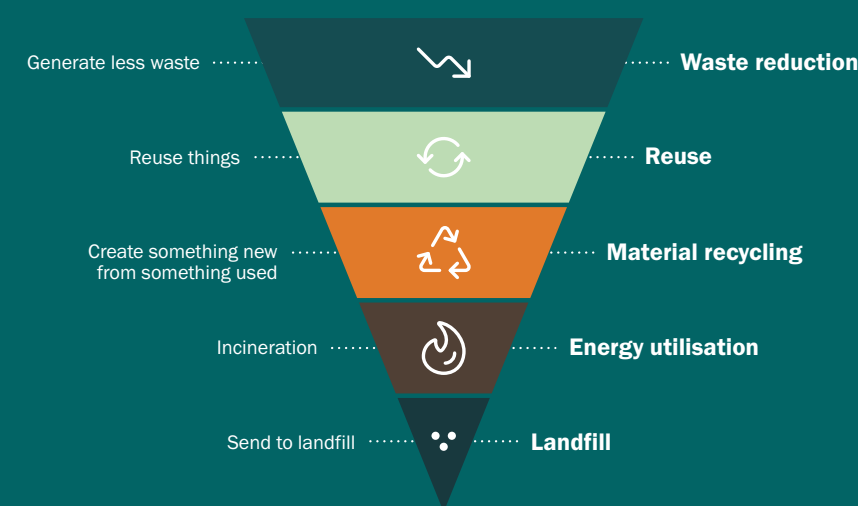 Generate less waste
Waste reduction
Reuse things
Reuse
Create something new
from something used
Material recycling
Incineration
Energy utilisation
Send to landfill
Landfill